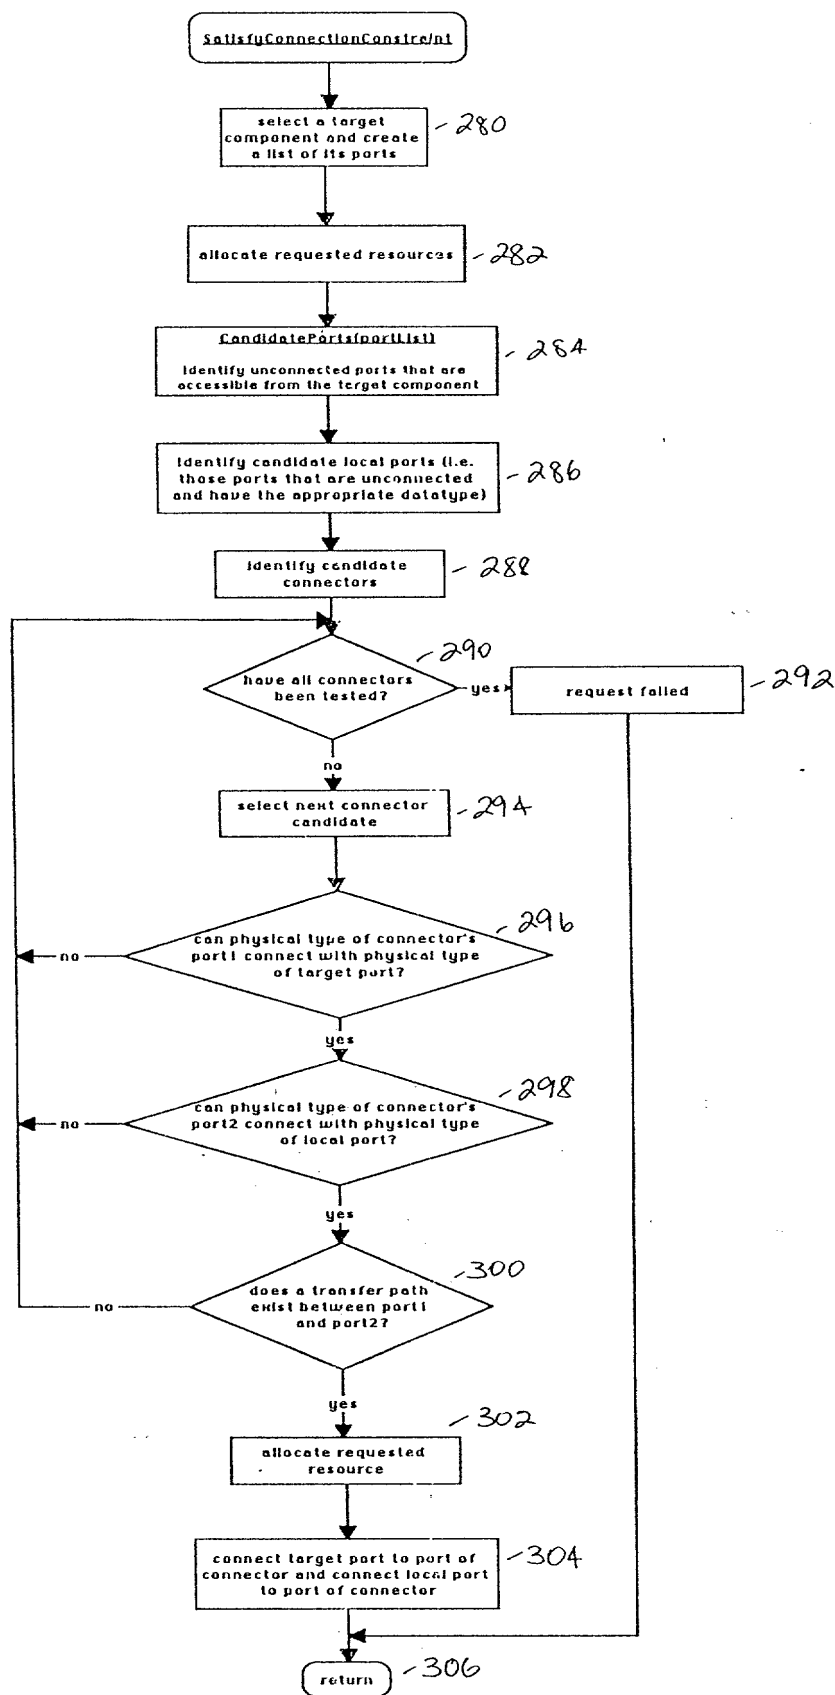 SatisfyConnectionConstraint
select a target
component and create
a list of its ports
280
allocate requested resources
282
CandidatePorts(portList)
identify unconnected ports that are
accessible from the target component
284
identify candidate local ports (i.e.
those ports that are unconnected
and have the appropriate datatype)
286
identify candidate
connectors
288
have all connectors
been tested?
290
yes
request failed
292
no
select next connector
candidate
294
can physical type of connector's
port1 connect with physical type
of target port?
296
no
yes
can physical type of connector's
port2 connect with physical type
of local port?
298
no
yes
does a transfer path
exist between port1
and port2?
300
no
yes
allocate requested
resource
302
connect target port to port of
connector and connect local port
to port of connector
304
return
306